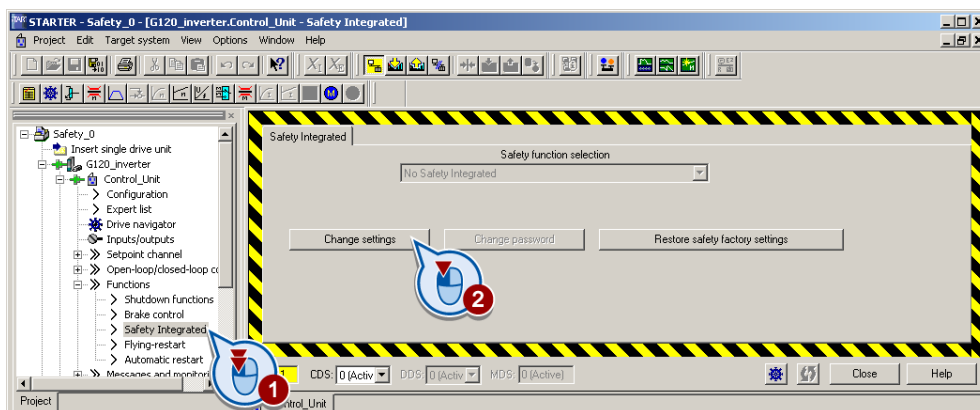 STARTER - Safety_0 - [G120_inverter.Control_Unit - Safety Integrated]
Project Edit Target system View Options Window Help
Safety_0
Insert single drive unit
G120_inverter
Control_Unit
Configuration
Expert list
Drive navigator
Inputs/outputs
Setpoint channel
Open-loop/closed-loop co
Functions
Shutdown functions
Brake control
Safety Integrated
Flying-restart
Automatic restart
Messages and monitori
Project
1
Safety Integrated
Safety function selection
No Safety Integrated
Change settings
Change password
Restore safety factory settings
2
CDS: 0 (Activ
DDS: 0 (Activ
MDS: 0 (Active)
Close
Help
ntrol_Unit